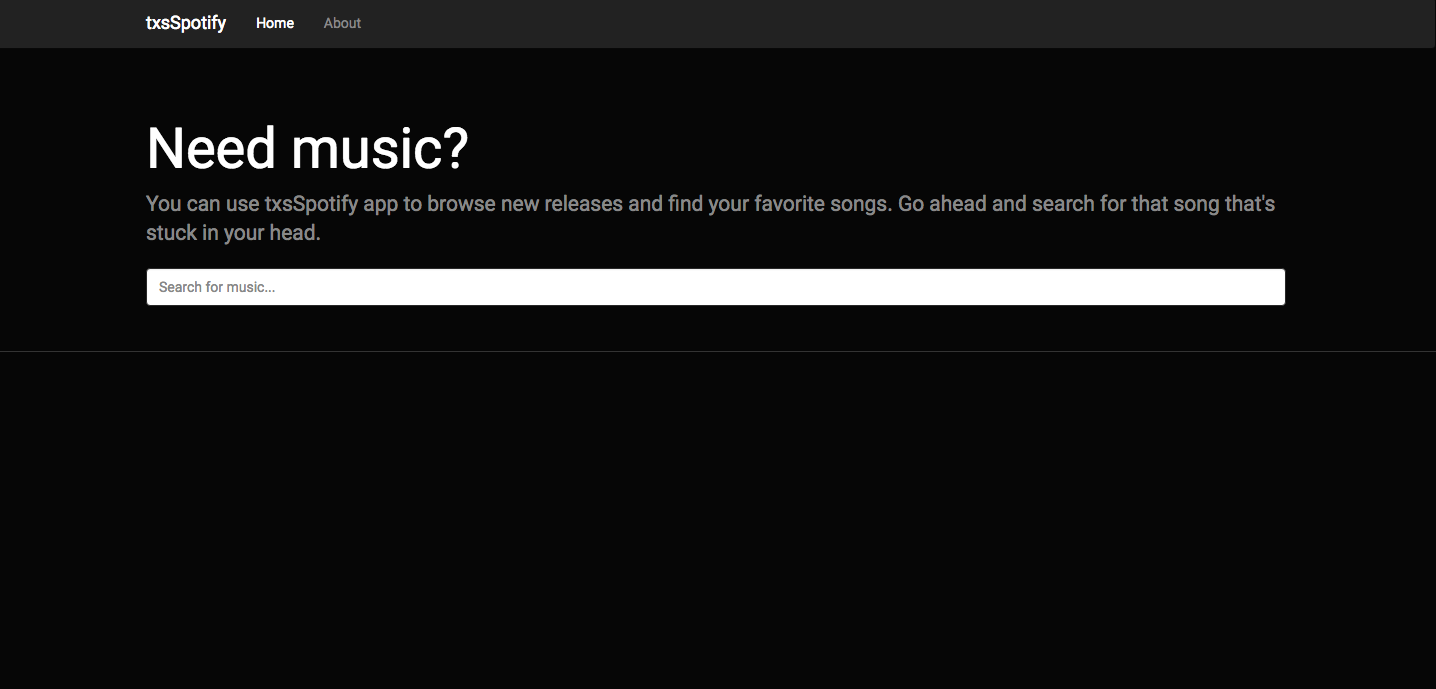 txsSpotify Home About
Need music?
You can use txsSpotify app to browse new releases and find your favorite songs. Go ahead and search for that song that's
stuck in your head.
Search for music...